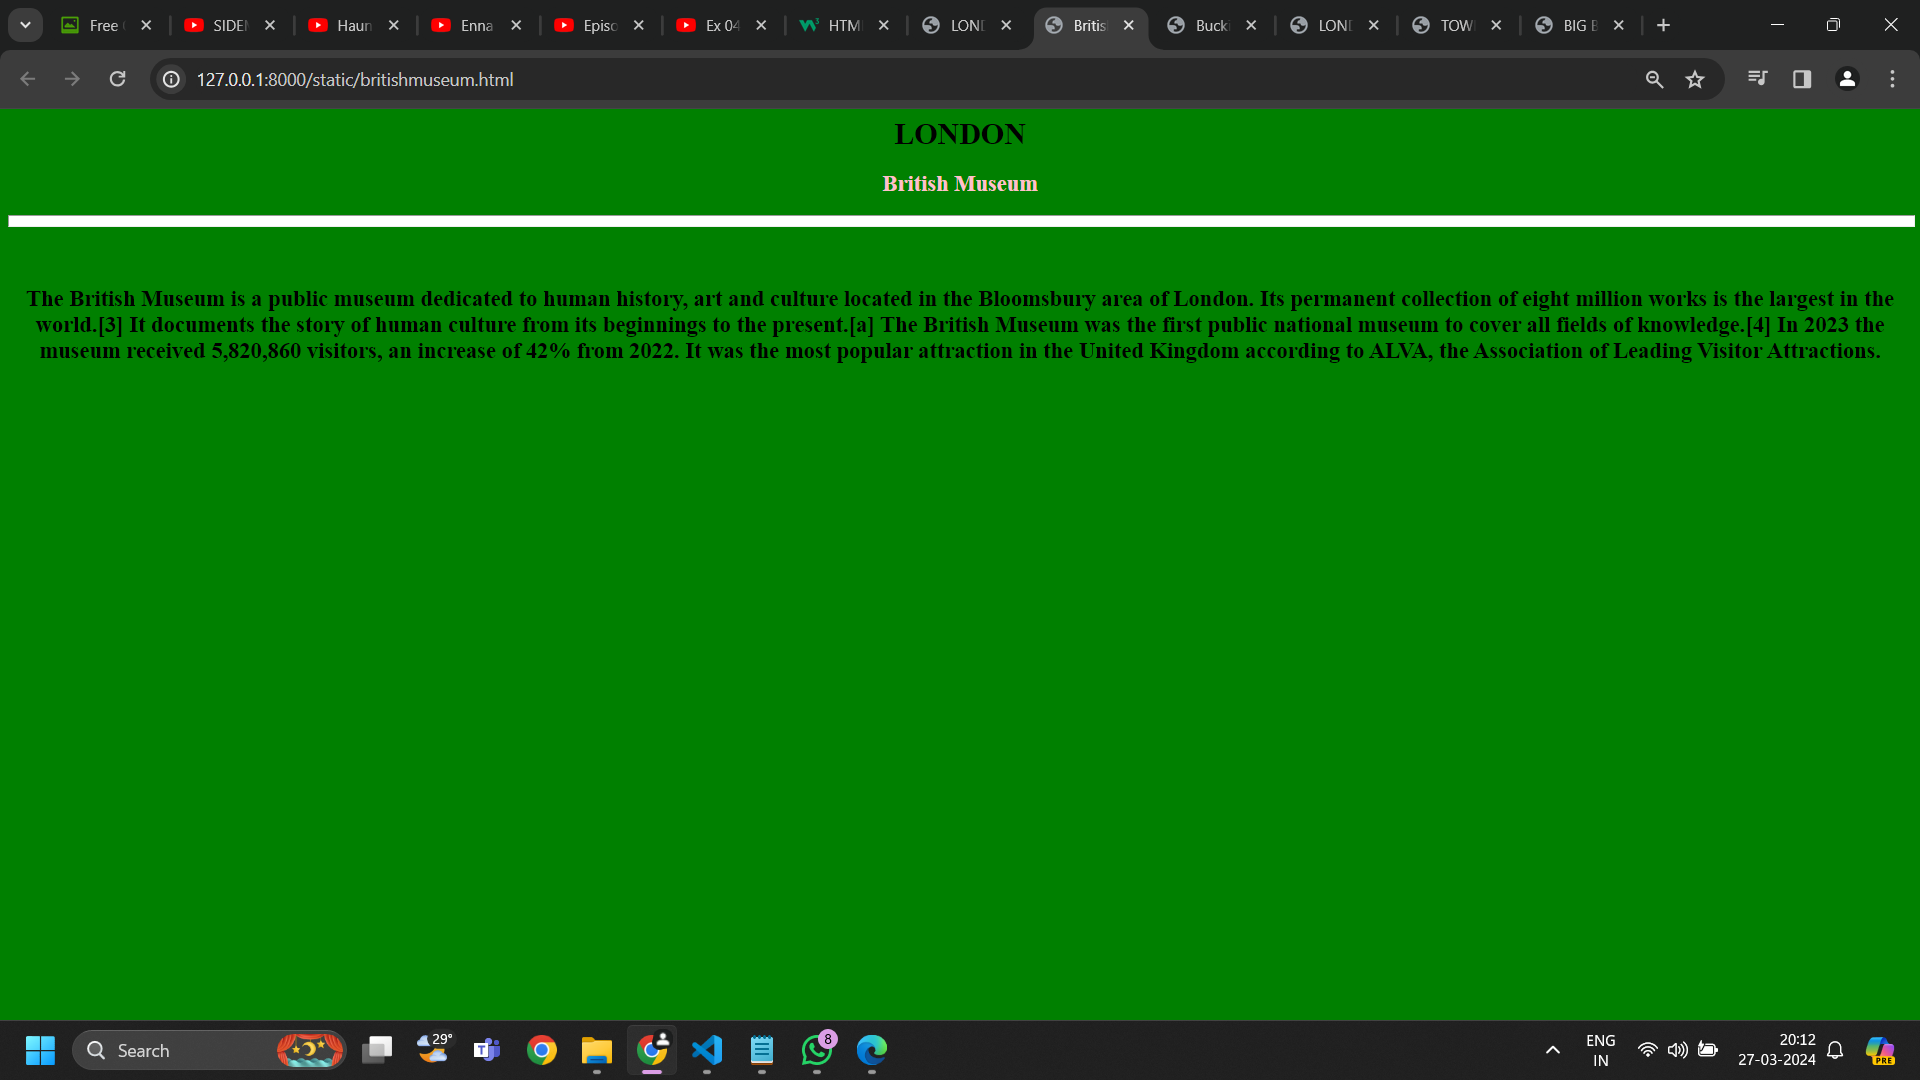 Free
SIDE
Haun
Enna
Episo
Ex 04
HTM
LOND
Britis
Bucki
LOND
TOW
BIG B
127.0.0.1:8000/static/britishmuseum.html
LONDON
British Museum
The British Museum is a public museum dedicated to human history, art and culture located in the Bloomsbury area of London. Its permanent collection of eight million works is the largest in the
world.[3] It documents the story of human culture from its beginnings to the present.[a] The British Museum was the first public national museum to cover all fields of knowledge.[4] In 2023 the
museum received 5,820,860 visitors, an increase of 42% from 2022. It was the most popular attraction in the United Kingdom according to ALVA, the Association of Leading Visitor Attractions.
Search
29°
8
ENG
IN
20:12
27-03-2024
PRE